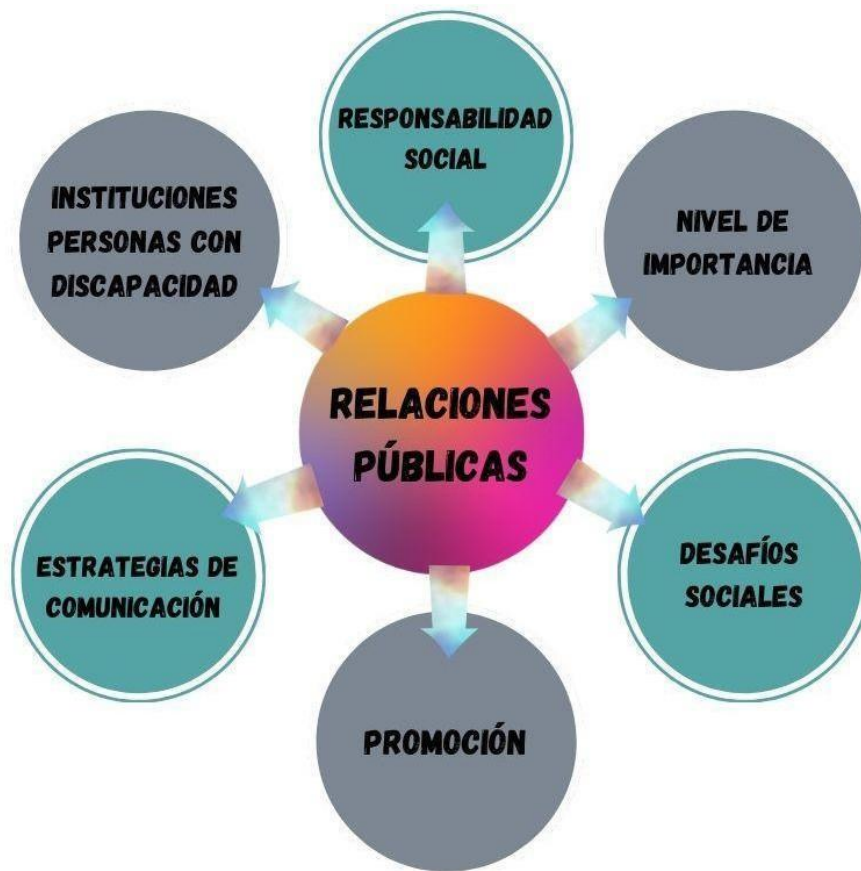 RESPONSABILIDAD
SOCIAL
INSTITUCIONES
PERSONAS CON
DISCAPACIDAD
NIVEL DE
IMPORTANCIA
RELACIONES
PÚBLICAS
ESTRATEGIAS DE
COMUNICACIÓN
DESAFÍOS
SOCIALES
PROMOCIÓN